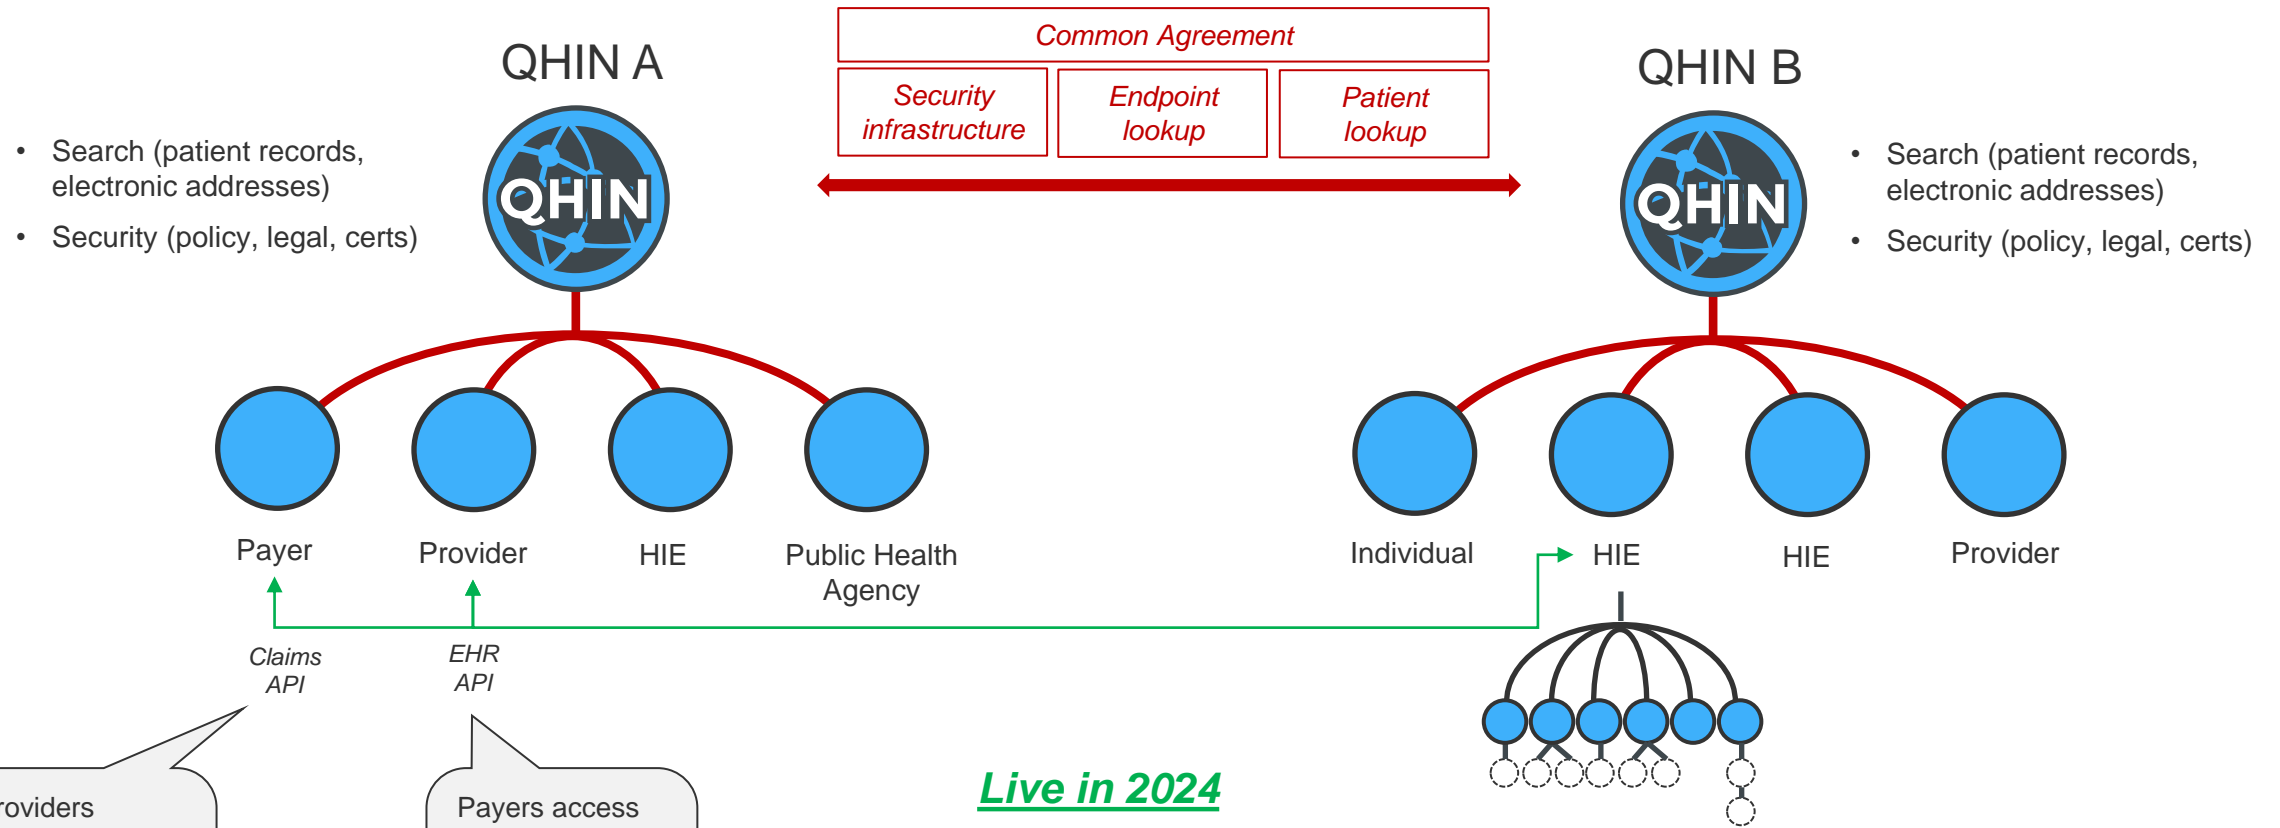 Common Agreement
Security
infrastructure
Endpoint
lookup
Patient
lookup
QHIN A
QHIN
• Search (patient records,
electronic addresses)
• Security (policy, legal, certs)
QHIN B
QHIN
• Search (patient records,
electronic addresses)
• Security (policy, legal, certs)
Payer
Provider
HIE
Public Health
Agency
Individual
HIE
HIE
Provider
Claims
API
EHR
API
Payers access
Live in 2024